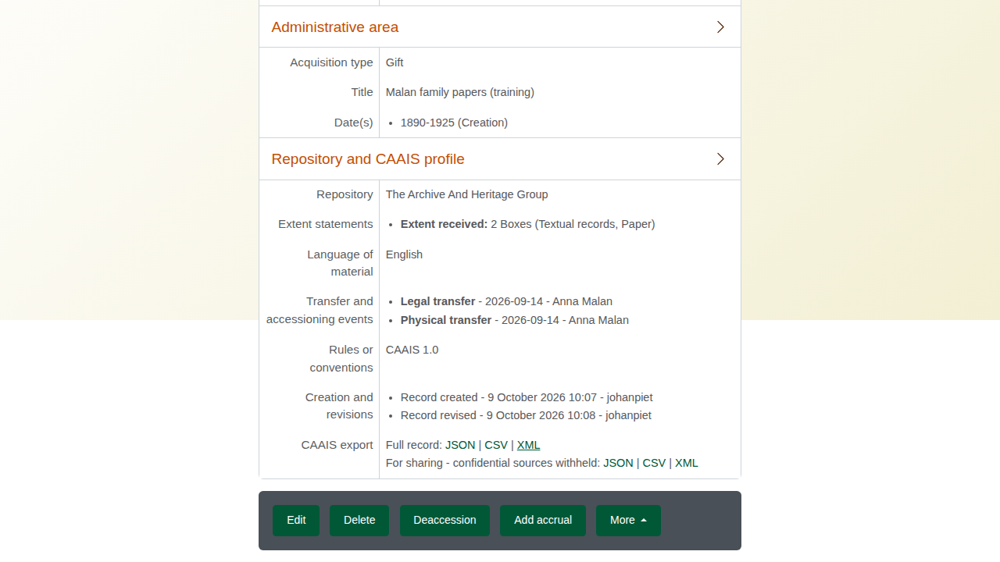 Administrative area
Acquisition type Gift
Title Malan family papers (training)
Date(s) • 1890-1925 (Creation)
Repository and CAAIS profile
Repository The Archive And Heritage Group
Extent statements • Extent received: 2 Boxes (Textual records, Paper)
Language of English
material
Transfer and • Legal transfer - 2026-09-14 - Anna Malan
accessioning events • Physical transfer - 2026-09-14 - Anna Malan
Rules or CAAIS 1.0
conventions
Creation and • Record created - 9 October 2026 10:07 - johanpiet
revisions • Record revised - 9 October 2026 10:08 - johanpiet
CAAIS export Full record: JSON | CSV | XML
For sharing - confidential sources withheld: JSON | CSV | XML
Edit Delete Deaccession Add accrual More